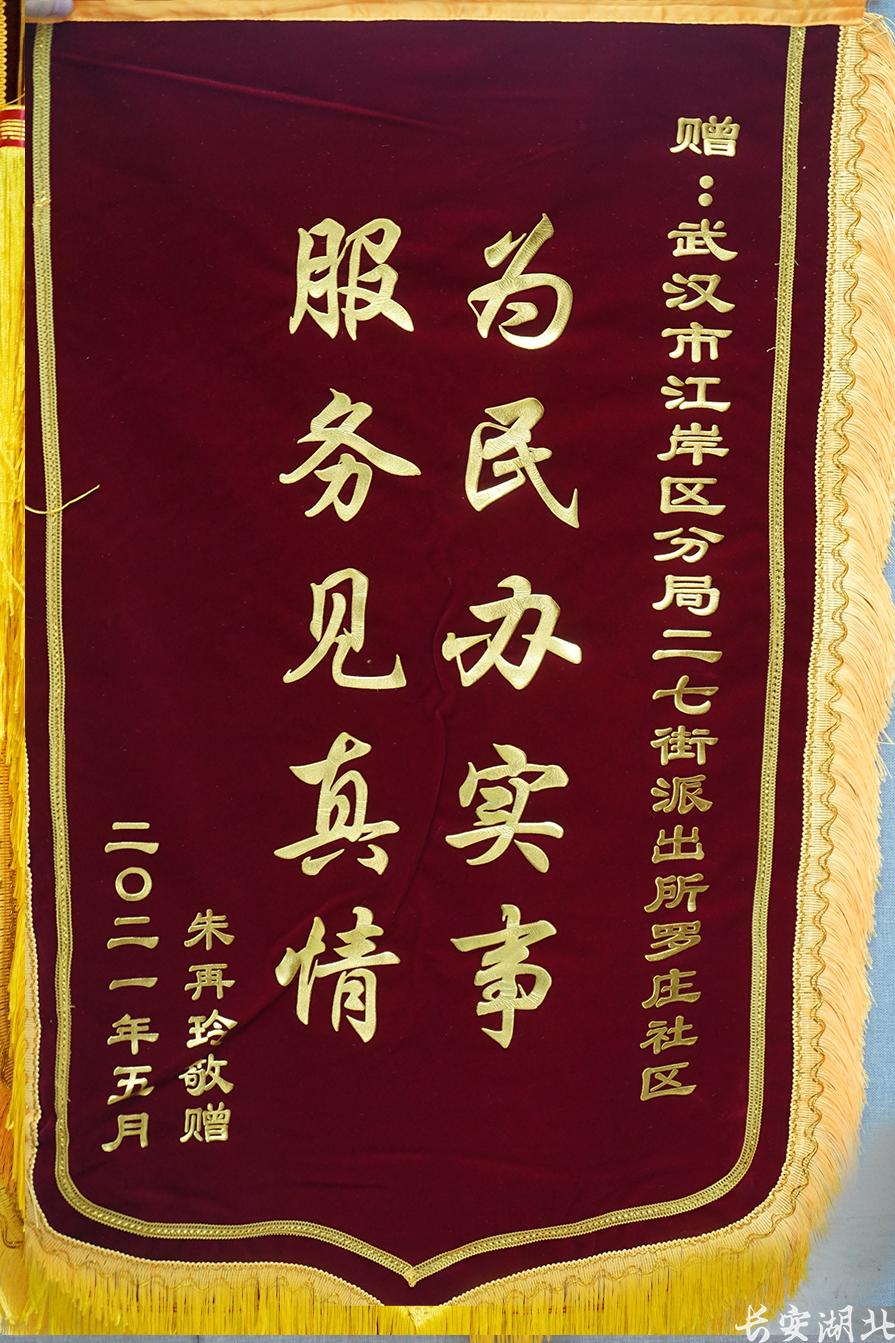 赠：武汉市江岸区分局二七街派出所罗庄社区
为民办实事
服务见真情
朱再珍敬赠
二〇二一年五月
长安湖北